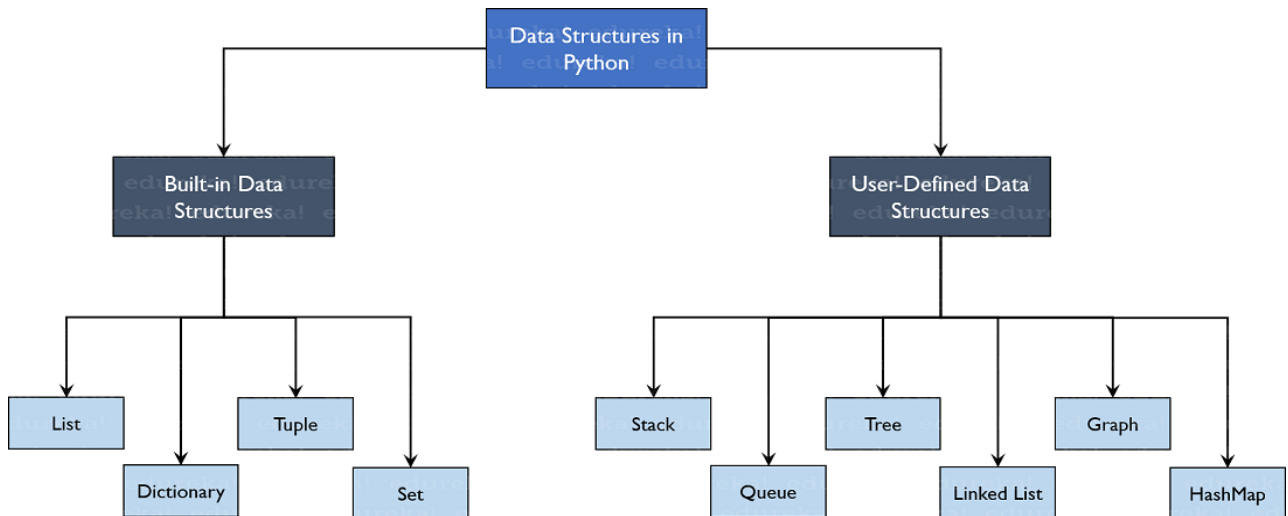 Data Structures in
Python
Built-in Data
Structures
User-Defined Data
Structures
List
Tuple
Stack
Tree
Graph
Dictionary
Set
Queue
Linked List
HashMap